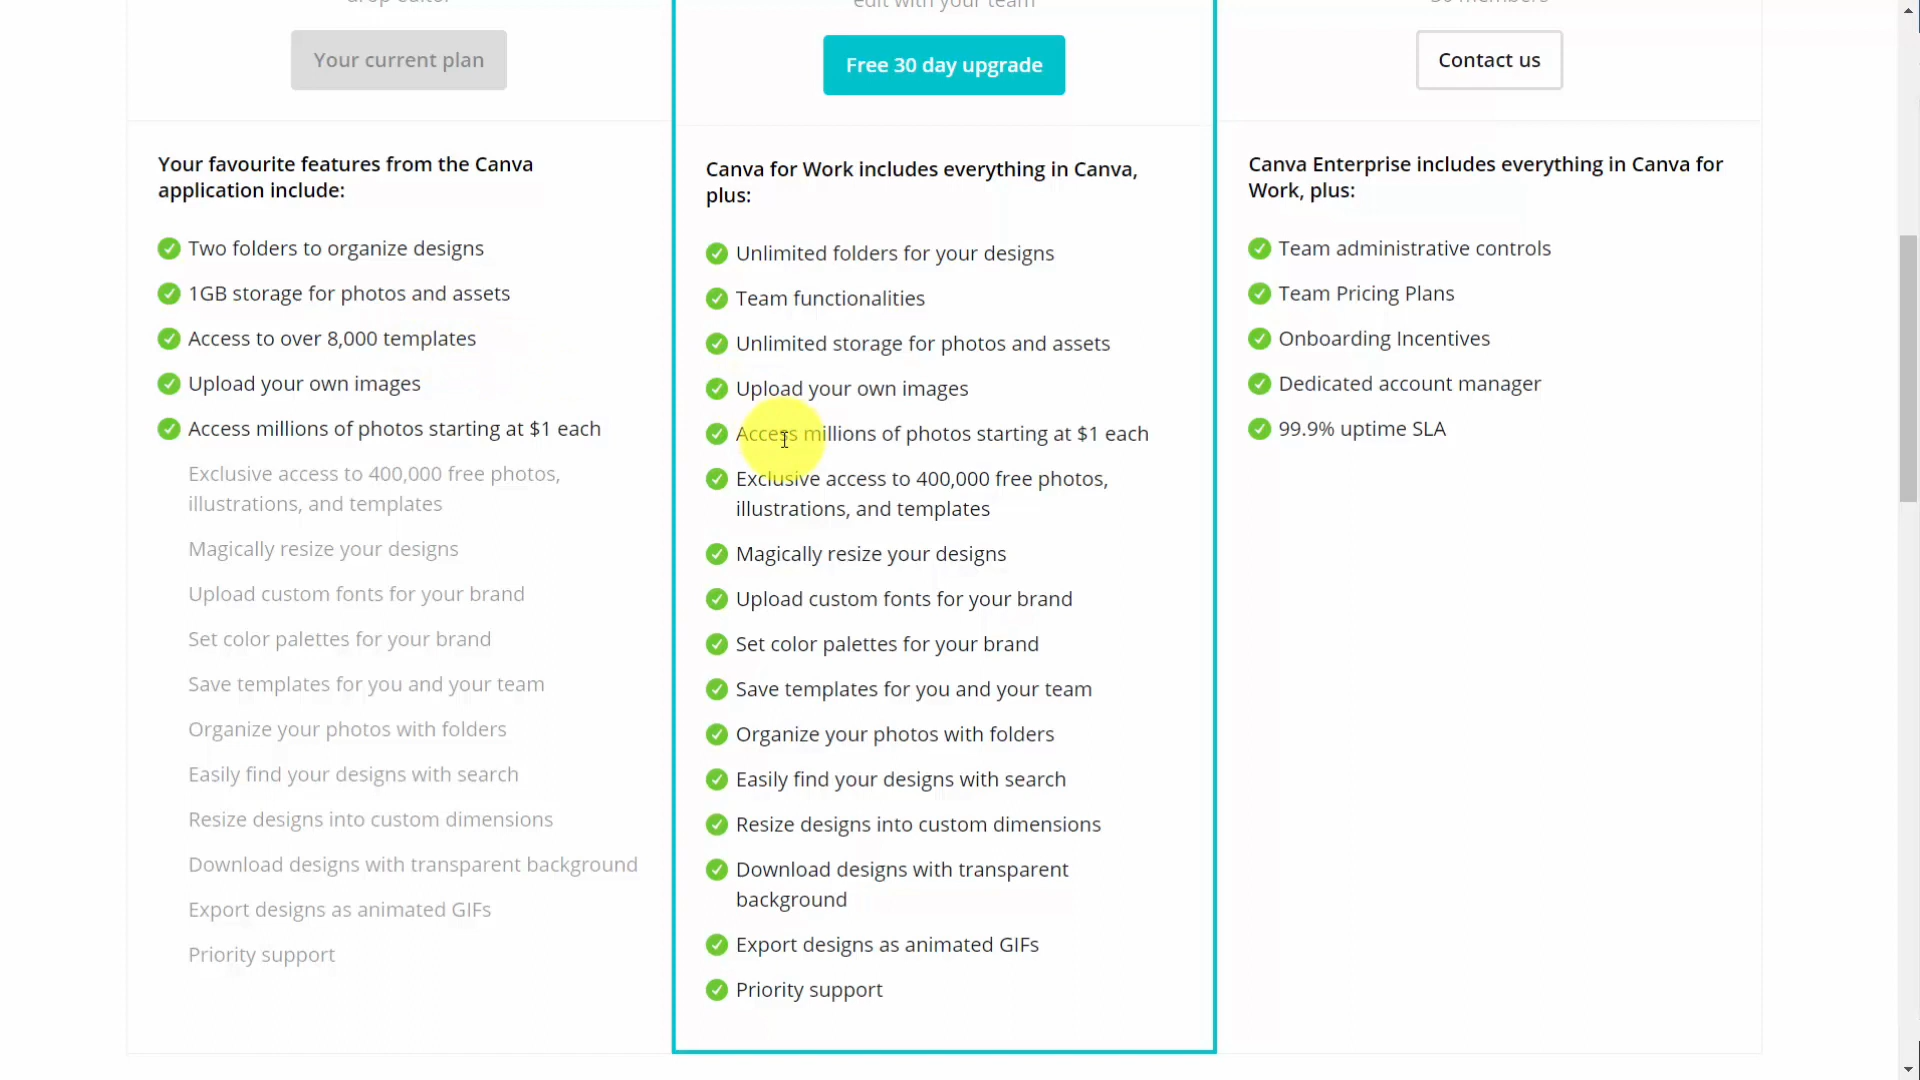 drop editor
Your current plan
Your favourite features from the Canva
application include:
Two folders to organize designs
1GB storage for photos and assets
Access to over 8,000 templates
Upload your own images
Access millions of photos starting at $1 each
Exclusive access to 400,000 free photos,
illustrations, and templates
Magically resize your designs
Upload custom fonts for your brand
Set color palettes for your brand
Save templates for you and your team
Organize your photos with folders
Easily find your designs with search
Resize designs into custom dimensions
Download designs with transparent background
Export designs as animated GIFs
Priority support
edit with your team
Free 30 day upgrade
Canva for Work includes everything in Canva,
plus:
Unlimited folders for your designs
Team functionalities
Unlimited storage for photos and assets
Upload your own images
Access millions of photos starting at $1 each
Exclusive access to 400,000 free photos,
illustrations, and templates
Magically resize your designs
Upload custom fonts for your brand
Set color palettes for your brand
Save templates for you and your team
Organize your photos with folders
Easily find your designs with search
Resize designs into custom dimensions
Download designs with transparent
background
Export designs as animated GIFs
Priority support
members
Contact us
Canva Enterprise includes everything in Canva for
Work, plus:
Team administrative controls
Team Pricing Plans
Onboarding Incentives
Dedicated account manager
99.9% uptime SLA